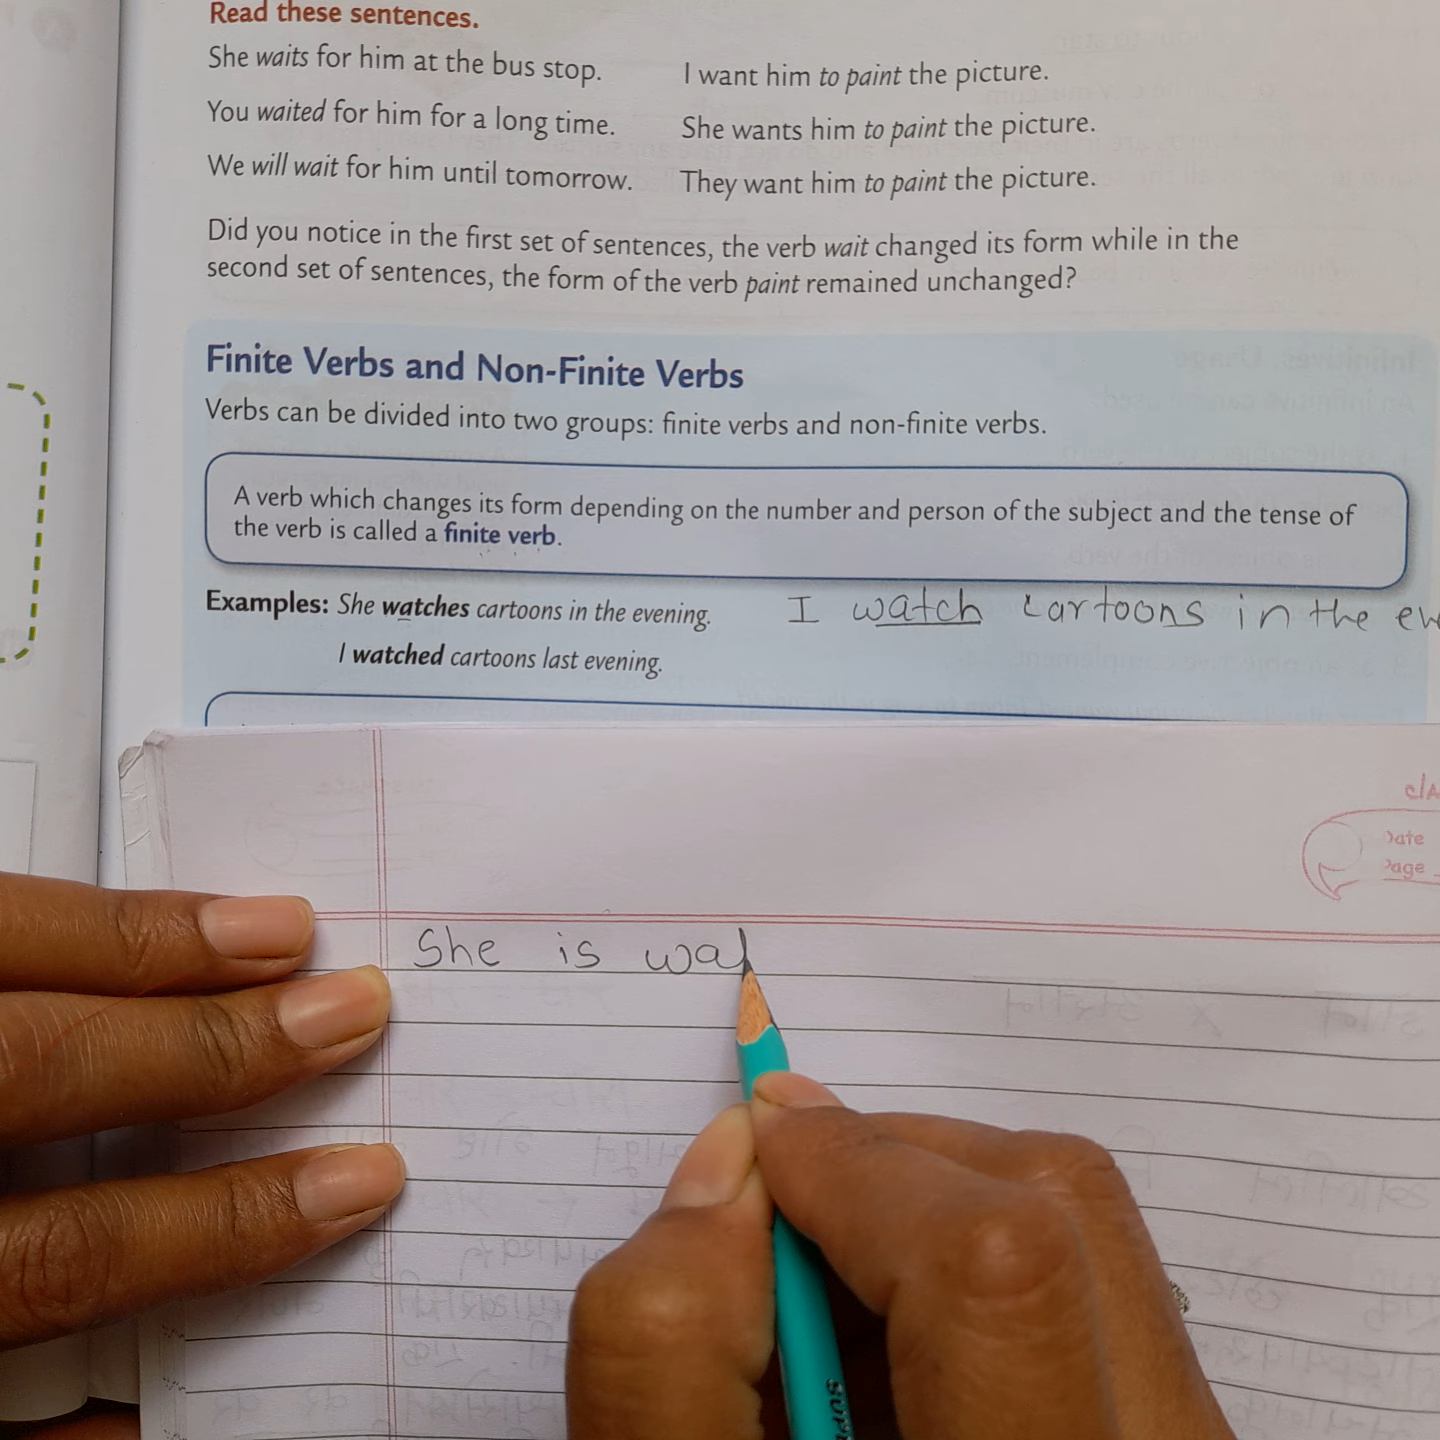 Read these sentences.
She waits for him at the bus stop. I want him to paint the picture.
You waited for him for a long time. She wants him to paint the picture.
We will wait for him until tomorrow. They want him to paint the picture.
Did you notice in the first set of sentences, the verb wait changed its form while in the
second set of sentences, the form of the verb paint remained unchanged?
Finite Verbs and Non-Finite Verbs
Verbs can be divided into two groups: finite verbs and non-finite verbs.
A verb which changes its form depending on the number and person of the subject and the tense of
the verb is called a finite verb.
Examples: She watches cartoons in the evening. I watch cartoons in the
I watched cartoons last evening.
Date
Page
She is